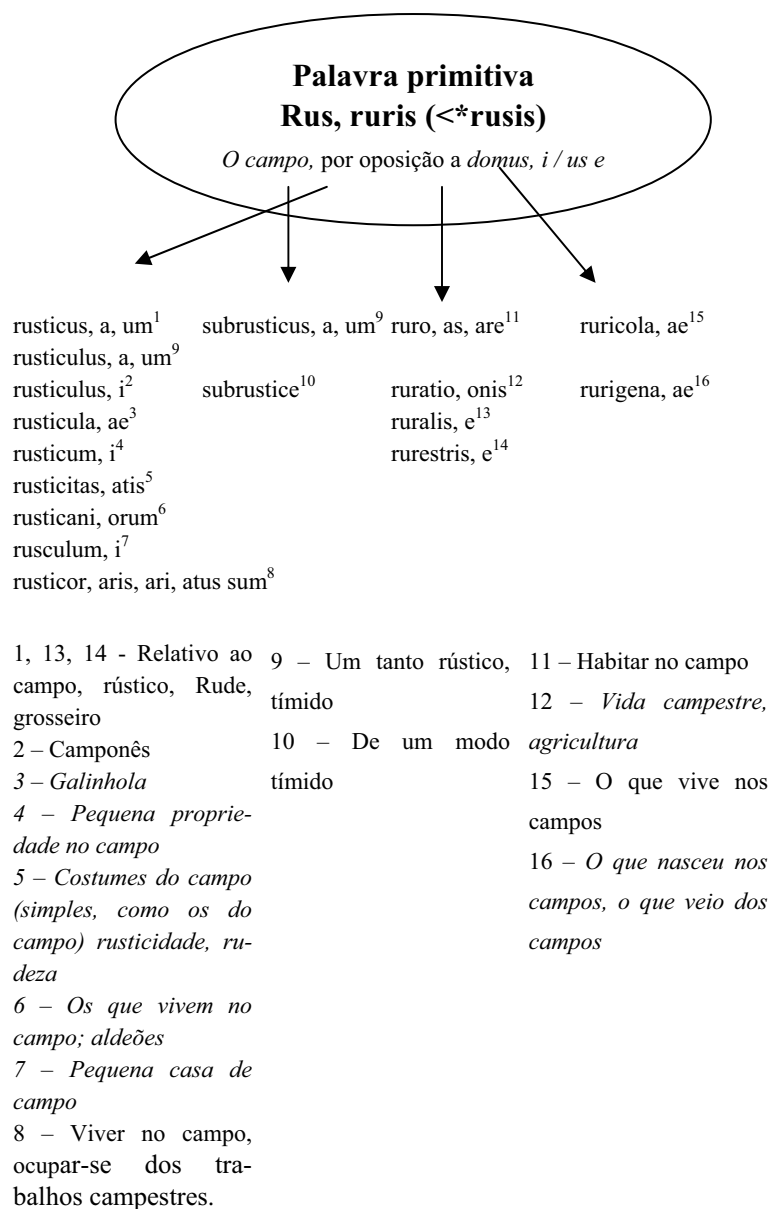 Palavra primitiva
Rus, ruris (<*rusis)
O campo, por oposição a domus, i / us e
rusticus, a, um¹
rusticulus, a, um⁹
rusticulus, i²
rusticula, ae³
rusticum, i⁴
rusticitas, atis⁵
rusticani, orum⁶
rusculum, i⁷
rusticor, aris, ari, atus sum⁸
subrusticus, a, um⁹
subrustice¹⁰
ruro, as, are¹¹
ruratio, onis¹²
ruralis, e¹³
rurestris, e¹⁴
ruricola, ae¹⁵
rurigena, ae¹⁶
1, 13, 14 - Relativo ao
campo, rústico, Rude,
grosseiro
2 – Camponês
3 – Galinhola
4 – Pequena proprie-
dade no campo
5 – Costumes do campo
(simples, como os do
campo) rusticidade, ru-
deza
6 – Os que vivem no
campo; aldeões
7 – Pequena casa de
campo
8 – Viver no campo,
ocupar-se dos tra-
balhos campestres.
9 – Um tanto rústico,
tímido
10 – De um modo
tímido
11 – Habitar no campo
12 – Vida campestre,
agricultura
15 – O que vive nos
campos
16 – O que nasceu nos
campos, o que veio dos
campos